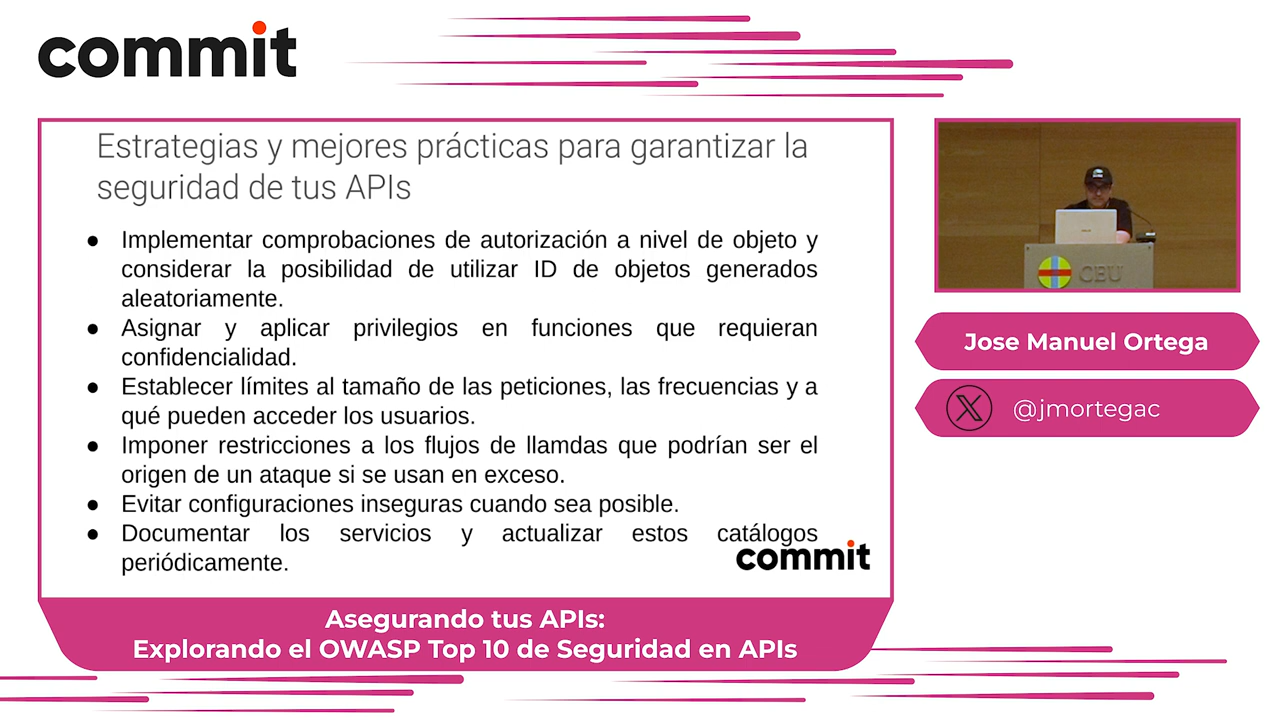 commit
Estrategias y mejores prácticas para garantizar la
seguridad de tus APIs
● Implementar comprobaciones de autorización a nivel de objeto y
considerar la posibilidad de utilizar ID de objetos generados
aleatoriamente.
● Asignar y aplicar privilegios en funciones que requieran
confidencialidad.
● Establecer límites al tamaño de las peticiones, las frecuencias y a
qué pueden acceder los usuarios.
● Imponer restricciones a los flujos de llamdas que podrían ser el
origen de un ataque si se usan en exceso.
● Evitar configuraciones inseguras cuando sea posible.
● Documentar los servicios y actualizar estos catálogos
periódicamente.
commit
Asegurando tus APIs:
Explorando el OWASP Top 10 de Seguridad en APIs
CEU
Jose Manuel Ortega
@jmortegac